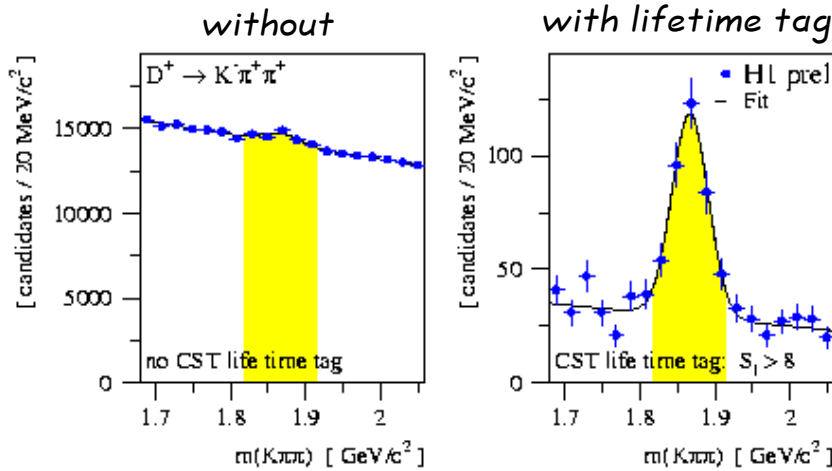 without
with lifetime tag
D⁺ → K⁻π⁺π⁺
[ candidates / 20 MeV/c² ]
15000
10000
5000
0
no CST life time tag
1.7 1.8 1.9 2
m(Kππ) [ GeV/c² ]
H1 prel
Fit
[ candidates / 20 MeV/c² ]
100
50
0
CST life time tag: S_l > 8
1.7 1.8 1.9 2
m(Kππ) [ GeV/c² ]